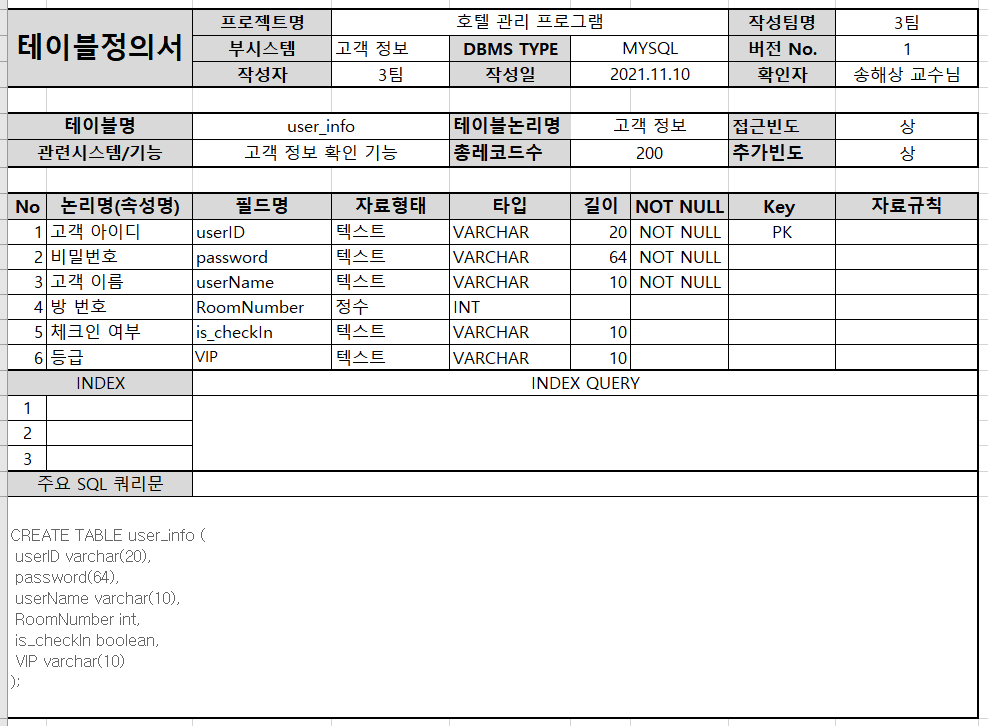 테이블정의서 프로젝트명 호텔 관리 프로그램 작성팀명 3팀
부시스템 고객 정보 DBMS TYPE MYSQL 버전 No. 1
작성자 3팀 작성일 2021.11.10 확인자 송해상 교수님
테이블명 user_info 테이블논리명 고객 정보 접근빈도 상
관련시스템/기능 고객 정보 확인 기능 총레코드수 200 추가빈도 상
No 논리명(속성명) 필드명 자료형태 타입 길이 NOT NULL Key 자료규칙
1 고객 아이디 userID 텍스트 VARCHAR 20 NOT NULL PK
2 비밀번호 password 텍스트 VARCHAR 64 NOT NULL
3 고객 이름 userName 텍스트 VARCHAR 10 NOT NULL
4 방 번호 RoomNumber 정수 INT
5 체크인 여부 is_checkIn 텍스트 VARCHAR 10
6 등급 VIP 텍스트 VARCHAR 10
INDEX INDEX QUERY
1
2
3
주요 SQL 쿼리문
CREATE TABLE user_info (
userID varchar(20),
password(64),
userName varchar(10),
RoomNumber int,
is_checkIn boolean,
VIP varchar(10)
);